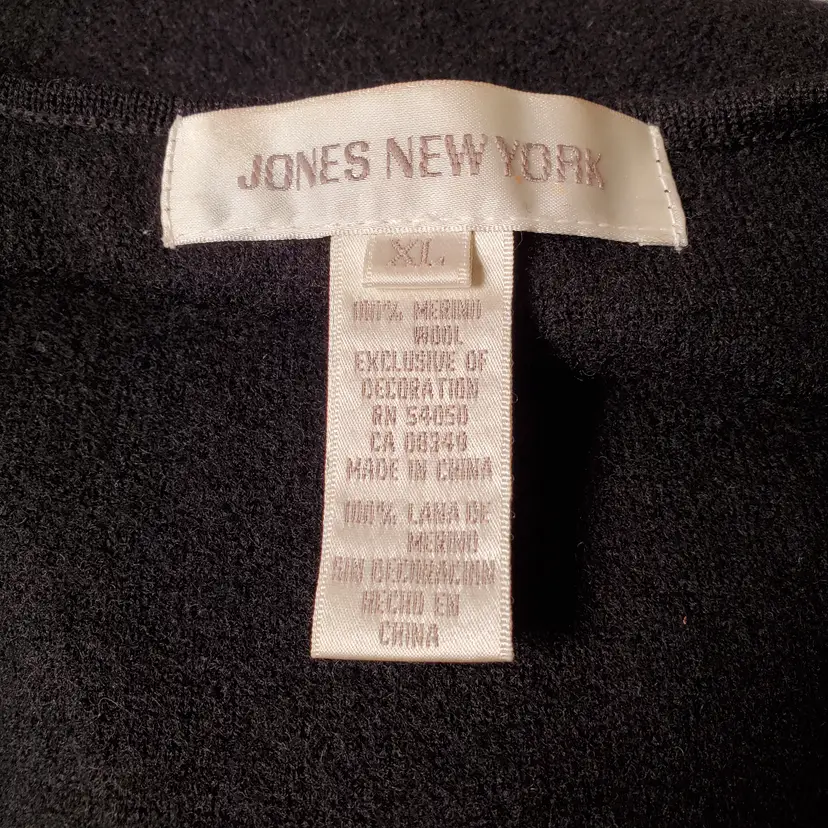 JONES NEW YORK
XL
100% MERINO
WOOL
EXCLUSIVE OF
DECORATION
RN 54050
CA 00349
MADE IN CHINA
100% LANA DE
MERINO
SIN DECORACION
HECHO EN
CHINA